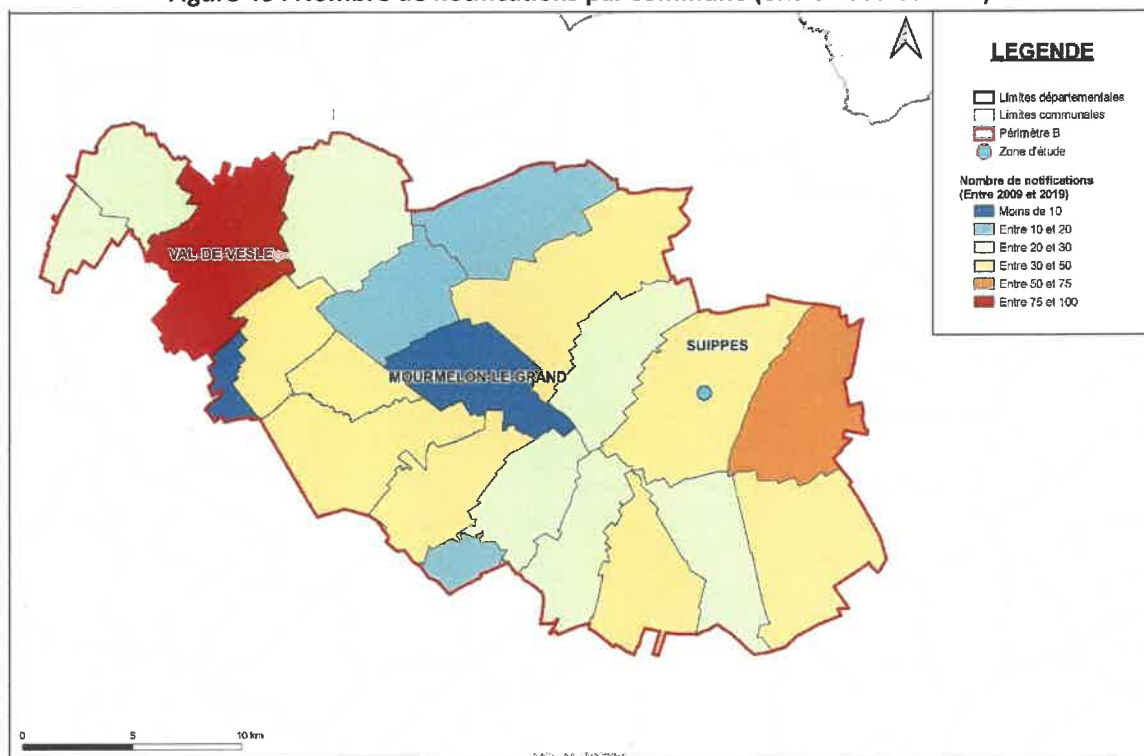 LEGENDE
Limites départementales
Limites communales
Périmètre B
Zone d'étude
Nombre de notifications
(Entre 2009 et 2019)
Moins de 10
Entre 10 et 20
Entre 20 et 30
Entre 30 et 50
Entre 50 et 75
Entre 75 et 100
VAL-DE-VESLE
SUIPPES
MOURMELON-LE-GRAND
0 5 10 km